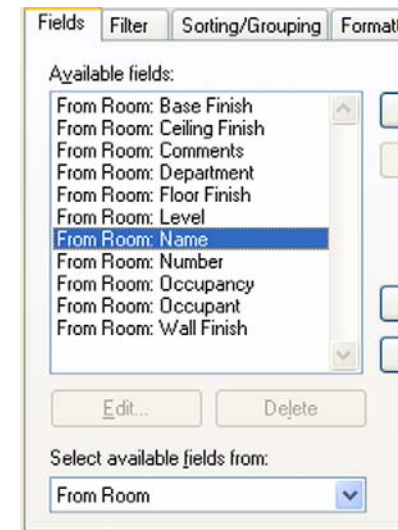 Fields Filter Sorting/Grouping
Available fields:
From Room: Base Finish
From Room: Ceiling Finish
From Room: Comments
From Room: Department
From Room: Floor Finish
From Room: Level
From Room: Name
From Room: Number
From Room: Occupancy
From Room: Occupant
From Room: Wall Finish
Edit... Delete
Select available fields from:
From Room